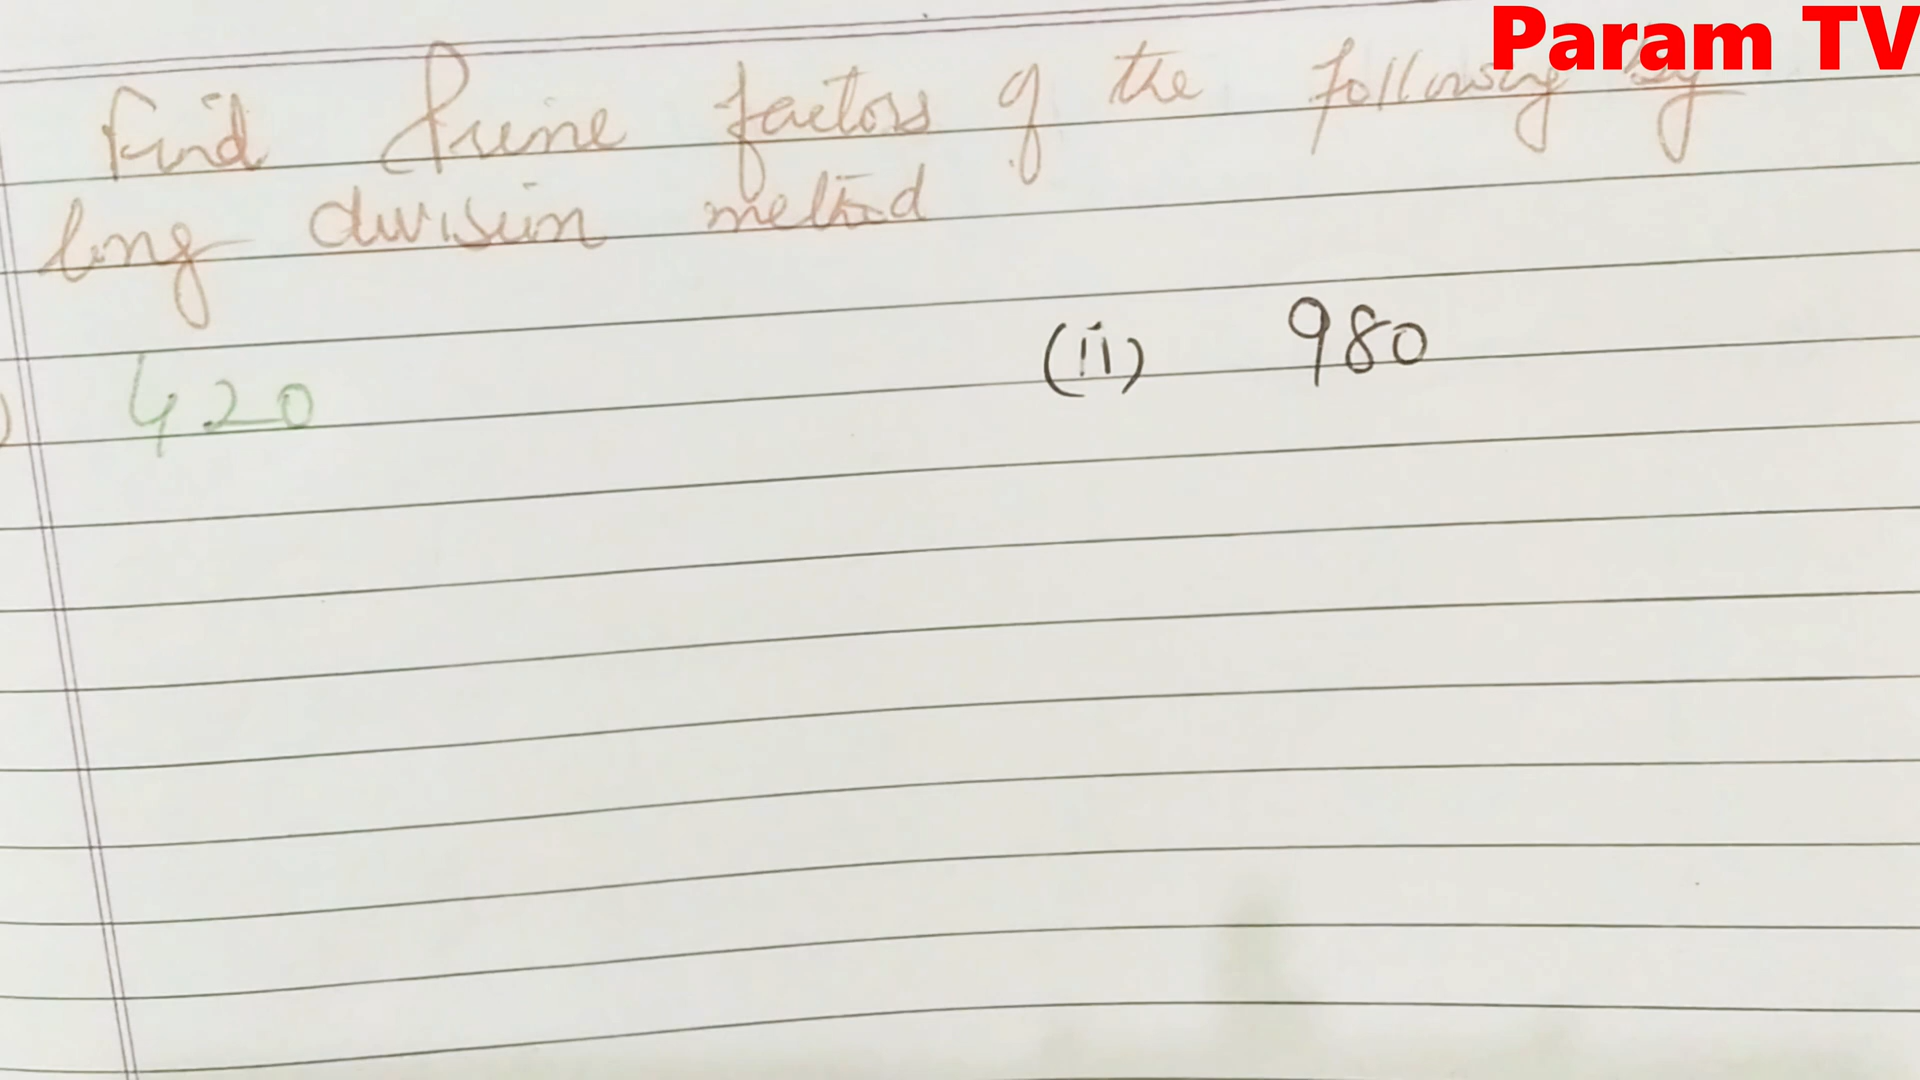 Param TV
Find Prime factors of the following by
long division method
) 420 (ii) 980